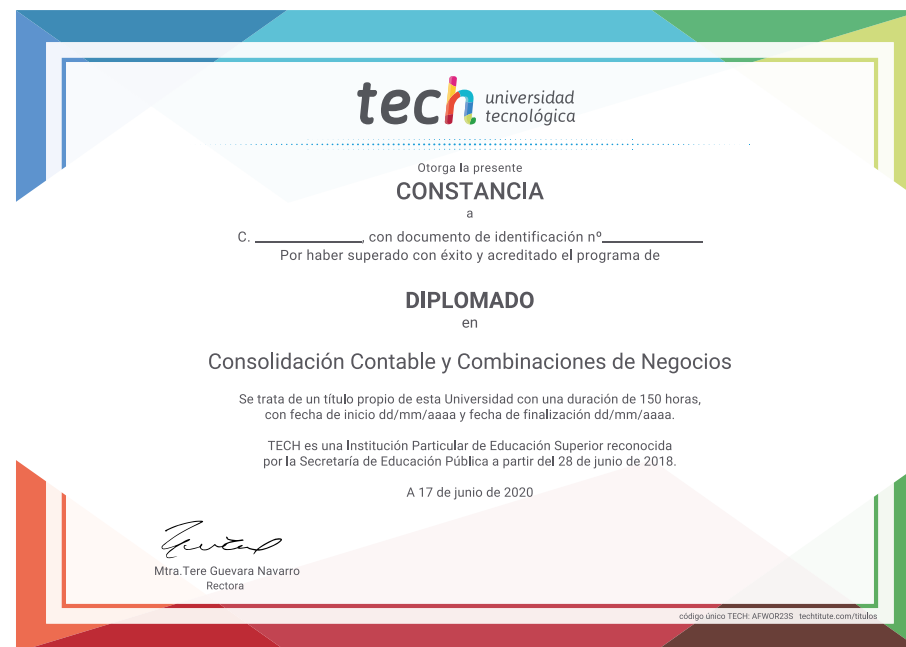 tech universidad
tecnológica
Otorga la presente
CONSTANCIA
a
C. ____________, con documento de identificación nº____________
Por haber superado con éxito y acreditado el programa de
DIPLOMADO
en
Consolidación Contable y Combinaciones de Negocios
Se trata de un título propio de esta Universidad con una duración de 150 horas,
con fecha de inicio dd/mm/aaaa y fecha de finalización dd/mm/aaaa.
TECH es una Institución Particular de Educación Superior reconocida
por la Secretaría de Educación Pública a partir del 28 de junio de 2018.
A 17 de junio de 2020
Mtra.Tere Guevara Navarro
Rectora
código único TECH: AFWOR23S techtitute.com/titulos